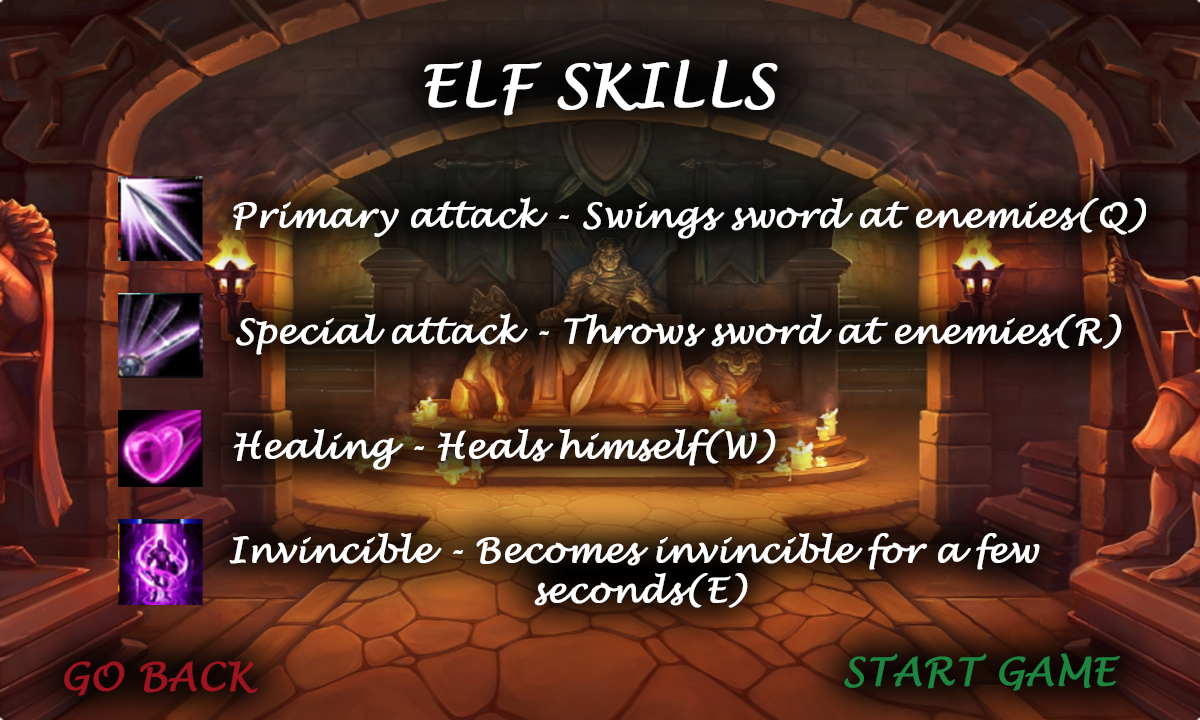 ELF SKILLS
Primary attack - Swings sword at enemies(Q)
Special attack - Throws sword at enemies(R)
Healing - Heals himself(W)
Invincible - Becomes invincible for a few
seconds(E)
GO BACK
START GAME